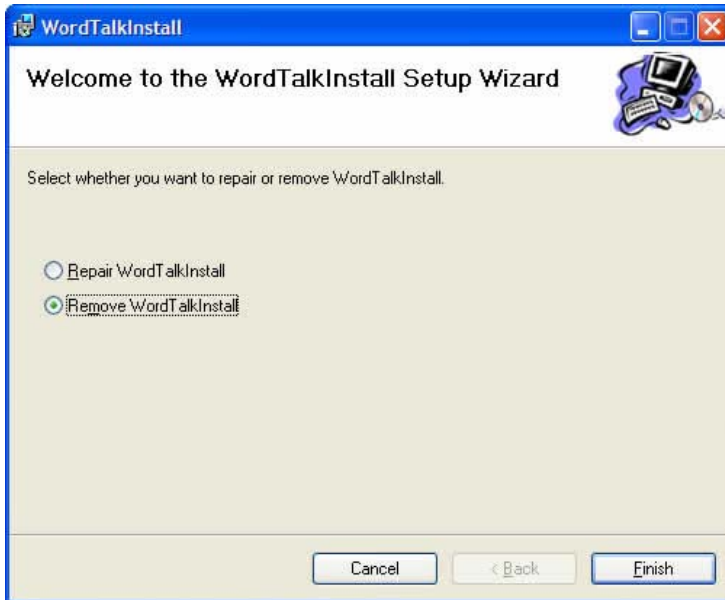 WordTalkInstall
Welcome to the WordTalkInstall Setup Wizard
Select whether you want to repair or remove WordTalkInstall.
Repair WordTalkInstall
Remove WordTalkInstall
Cancel < Back Finish